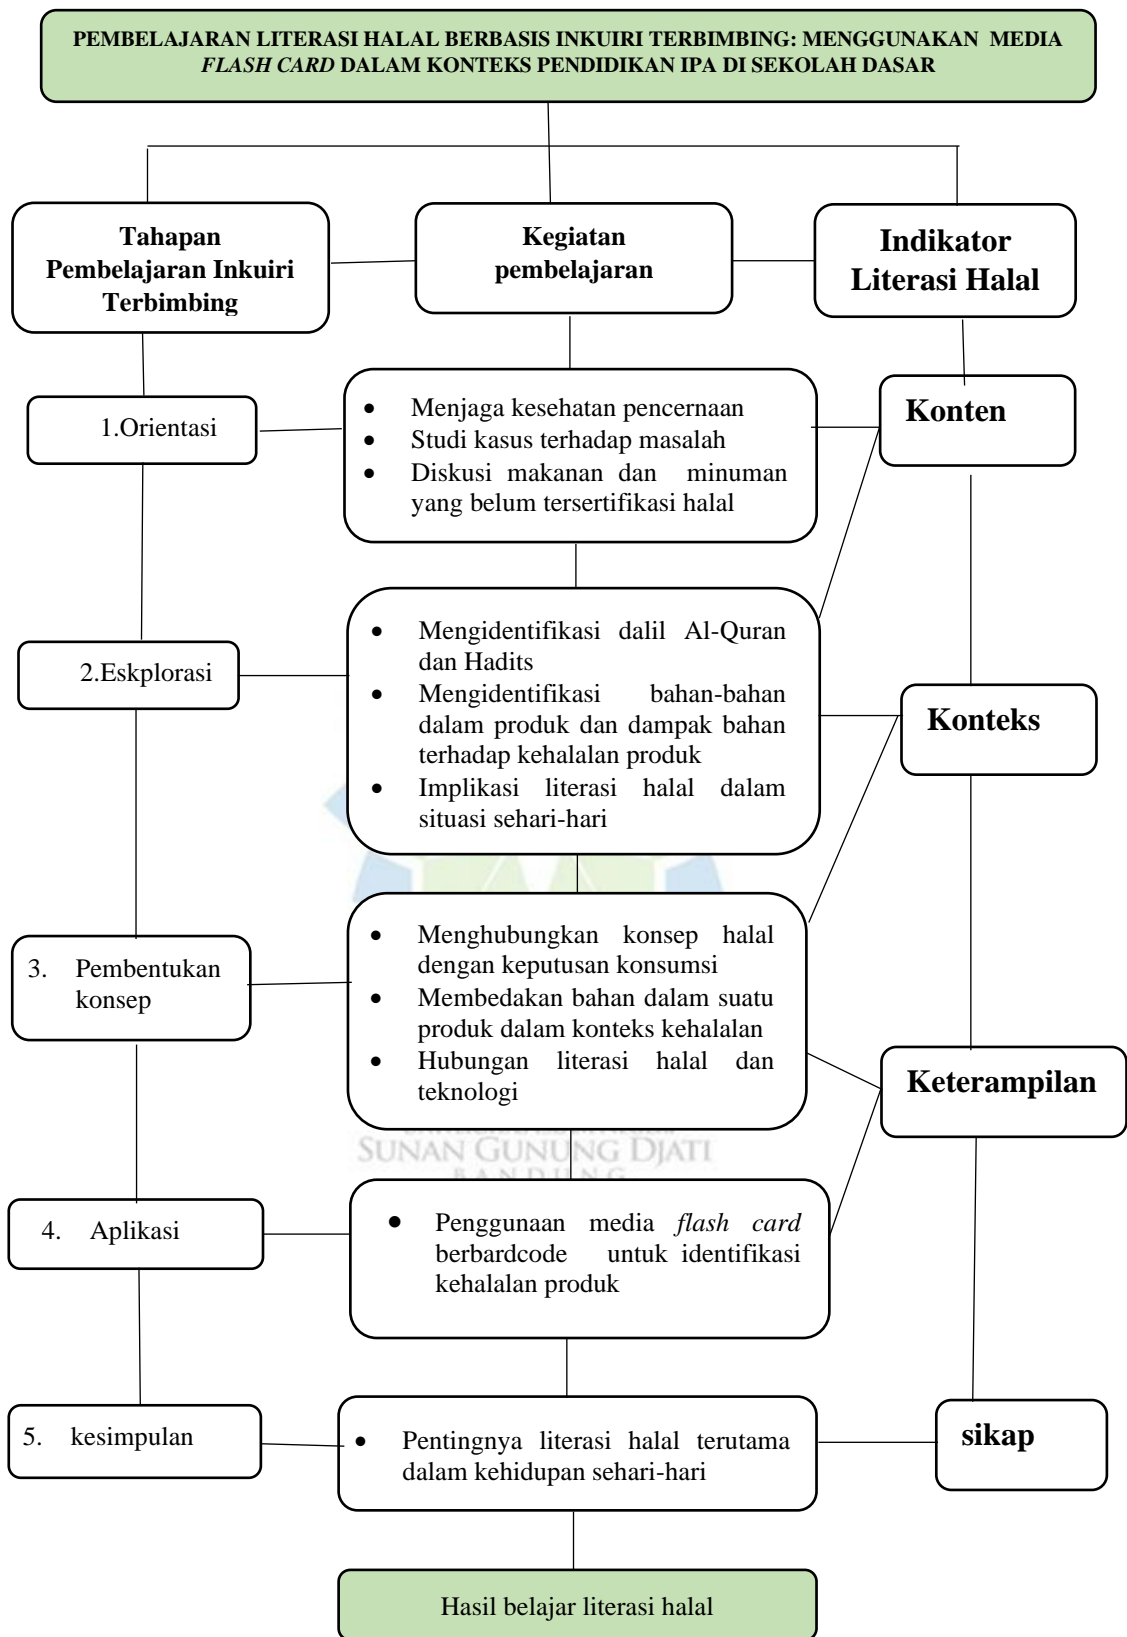 PEMBELAJARAN LITERASI HALAL BERBASIS INKUIRI TERBIMBING: MENGGUNAKAN MEDIA
FLASH CARD DALAM KONTEKS PENDIDIKAN IPA DI SEKOLAH DASAR
Tahapan
Pembelajaran Inkuiri
Terbimbing
Kegiatan
pembelajaran
Indikator
Literasi Halal
1.Orientasi
• Menjaga kesehatan pencernaan
• Studi kasus terhadap masalah
• Diskusi makanan dan minuman
yang belum tersertifikasi halal
Konten
2.Eskplorasi
• Mengidentifikasi dalil Al-Quran
dan Hadits
• Mengidentifikasi bahan-bahan
dalam produk dan dampak bahan
terhadap kehalalan produk
• Implikasi literasi halal dalam
situasi sehari-hari
Konteks
3. Pembentukan
konsep
• Menghubungkan konsep halal
dengan keputusan konsumsi
• Membedakan bahan dalam suatu
produk dalam konteks kehalalan
• Hubungan literasi halal dan
teknologi
Keterampilan
SUNAN GUNUNG DJATI
BANDUNG
4. Aplikasi
• Penggunaan media flash card
berbardcode untuk identifikasi
kehalalan produk
5. kesimpulan
• Pentingnya literasi halal terutama
dalam kehidupan sehari-hari
sikap
Hasil belajar literasi halal